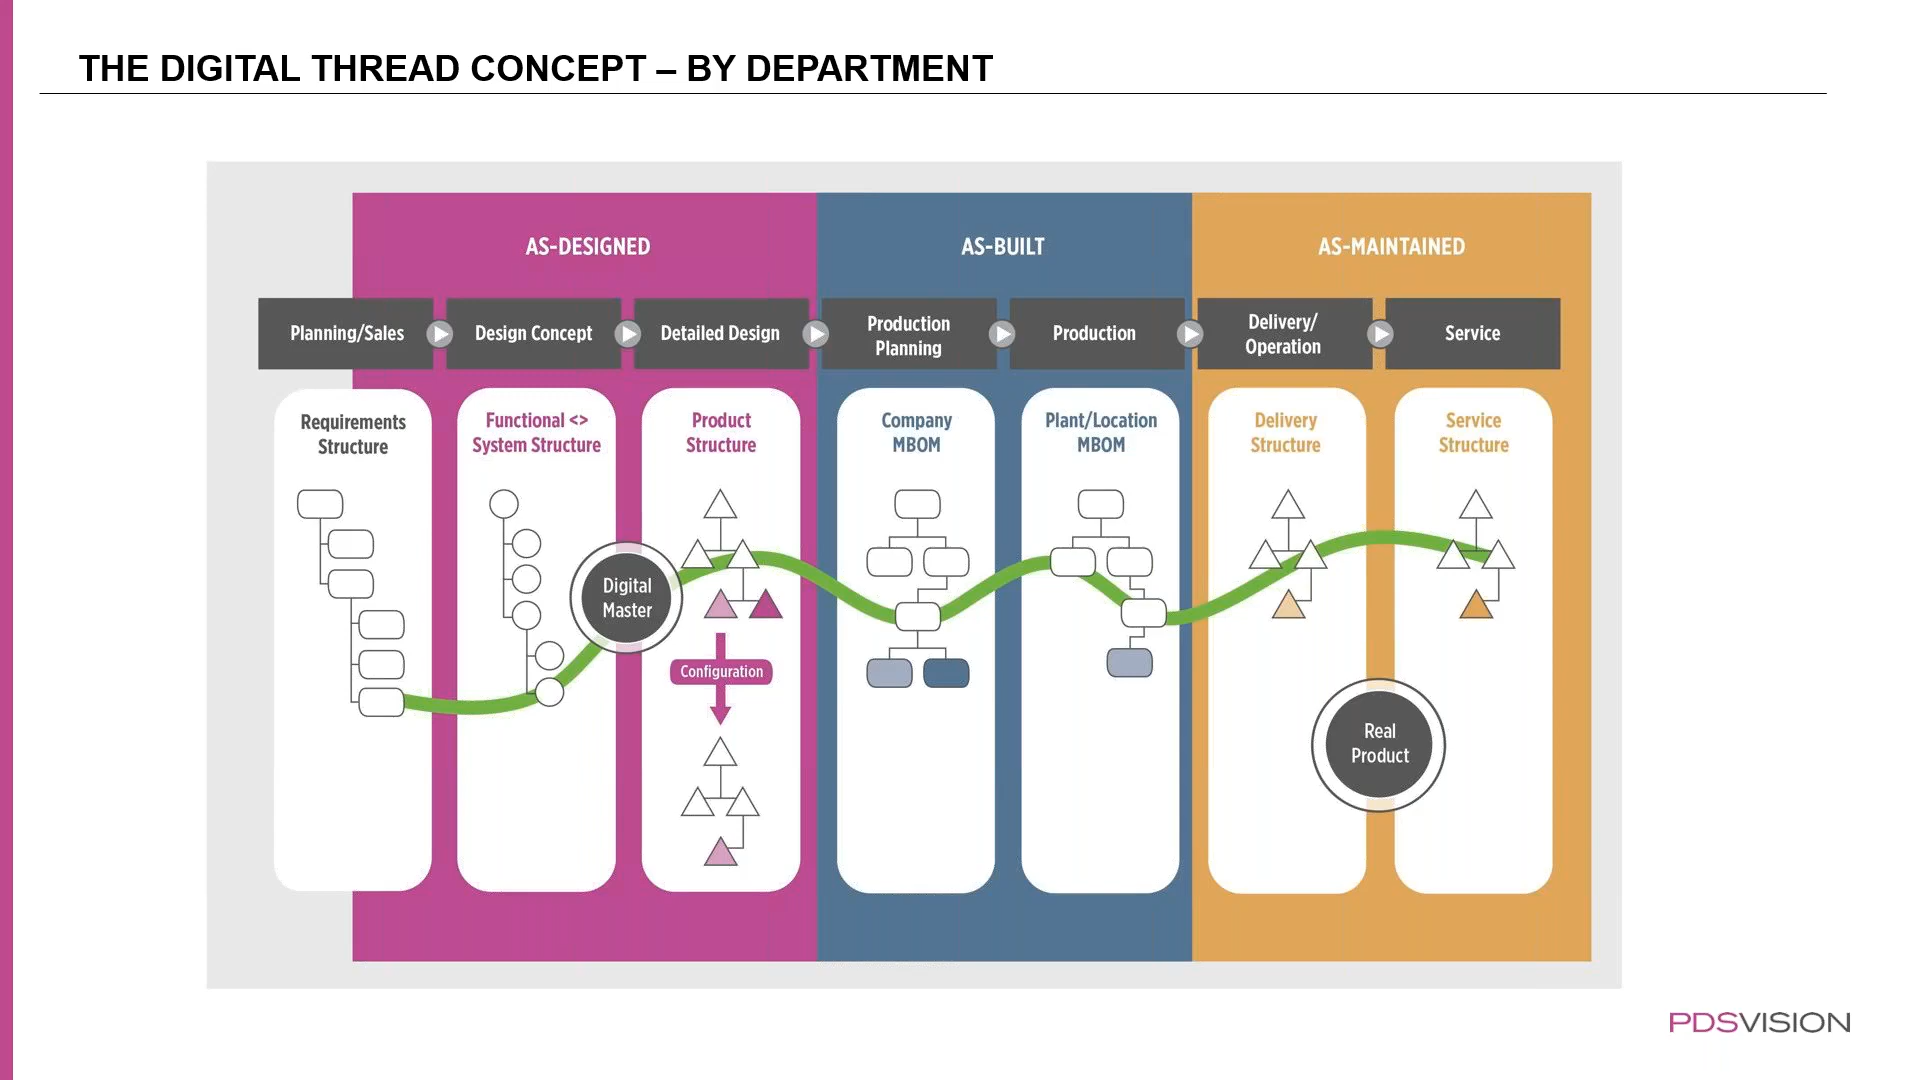 THE DIGITAL THREAD CONCEPT – BY DEPARTMENT
AS-DESIGNED
AS-BUILT
AS-MAINTAINED
Planning/Sales
Design Concept
Detailed Design
Production
Planning
Production
Delivery/
Operation
Service
Requirements
Structure
Functional <>
System Structure
Product
Structure
Company
MBOM
Plant/Location
MBOM
Delivery
Structure
Service
Structure
Digital
Master
Configuration
Real
Product
PDSVISION